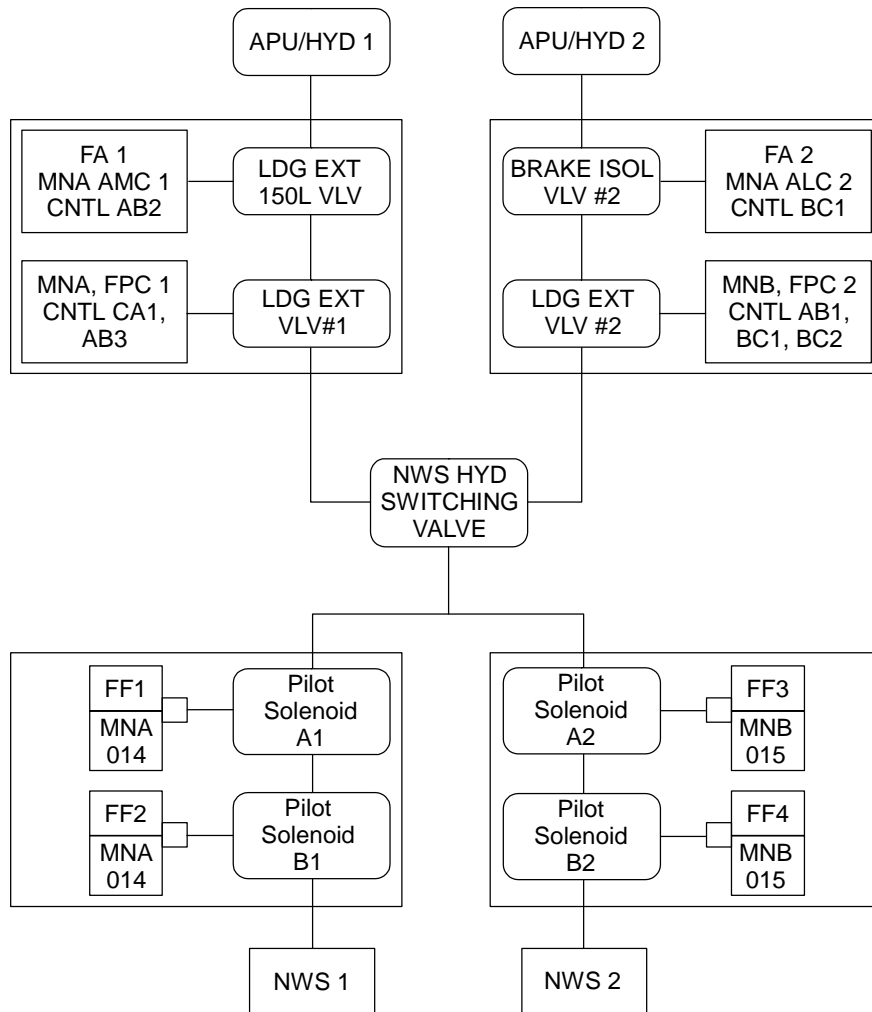 APU/HYD 1
APU/HYD 2
FA 1
MNA AMC 1
CNTL AB2
LDG EXT
150L VLV
BRAKE ISOL
VLV #2
FA 2
MNA ALC 2
CNTL BC1
MNA, FPC 1
CNTL CA1,
AB3
LDG EXT
VLV#1
LDG EXT
VLV #2
MNB, FPC 2
CNTL AB1,
BC1, BC2
NWS HYD
SWITCHING
VALVE
FF1
MNA
014
Pilot
Solenoid
A1
Pilot
Solenoid
A2
FF3
MNB
015
FF2
MNA
014
Pilot
Solenoid
B1
Pilot
Solenoid
B2
FF4
MNB
015
NWS 1
NWS 2